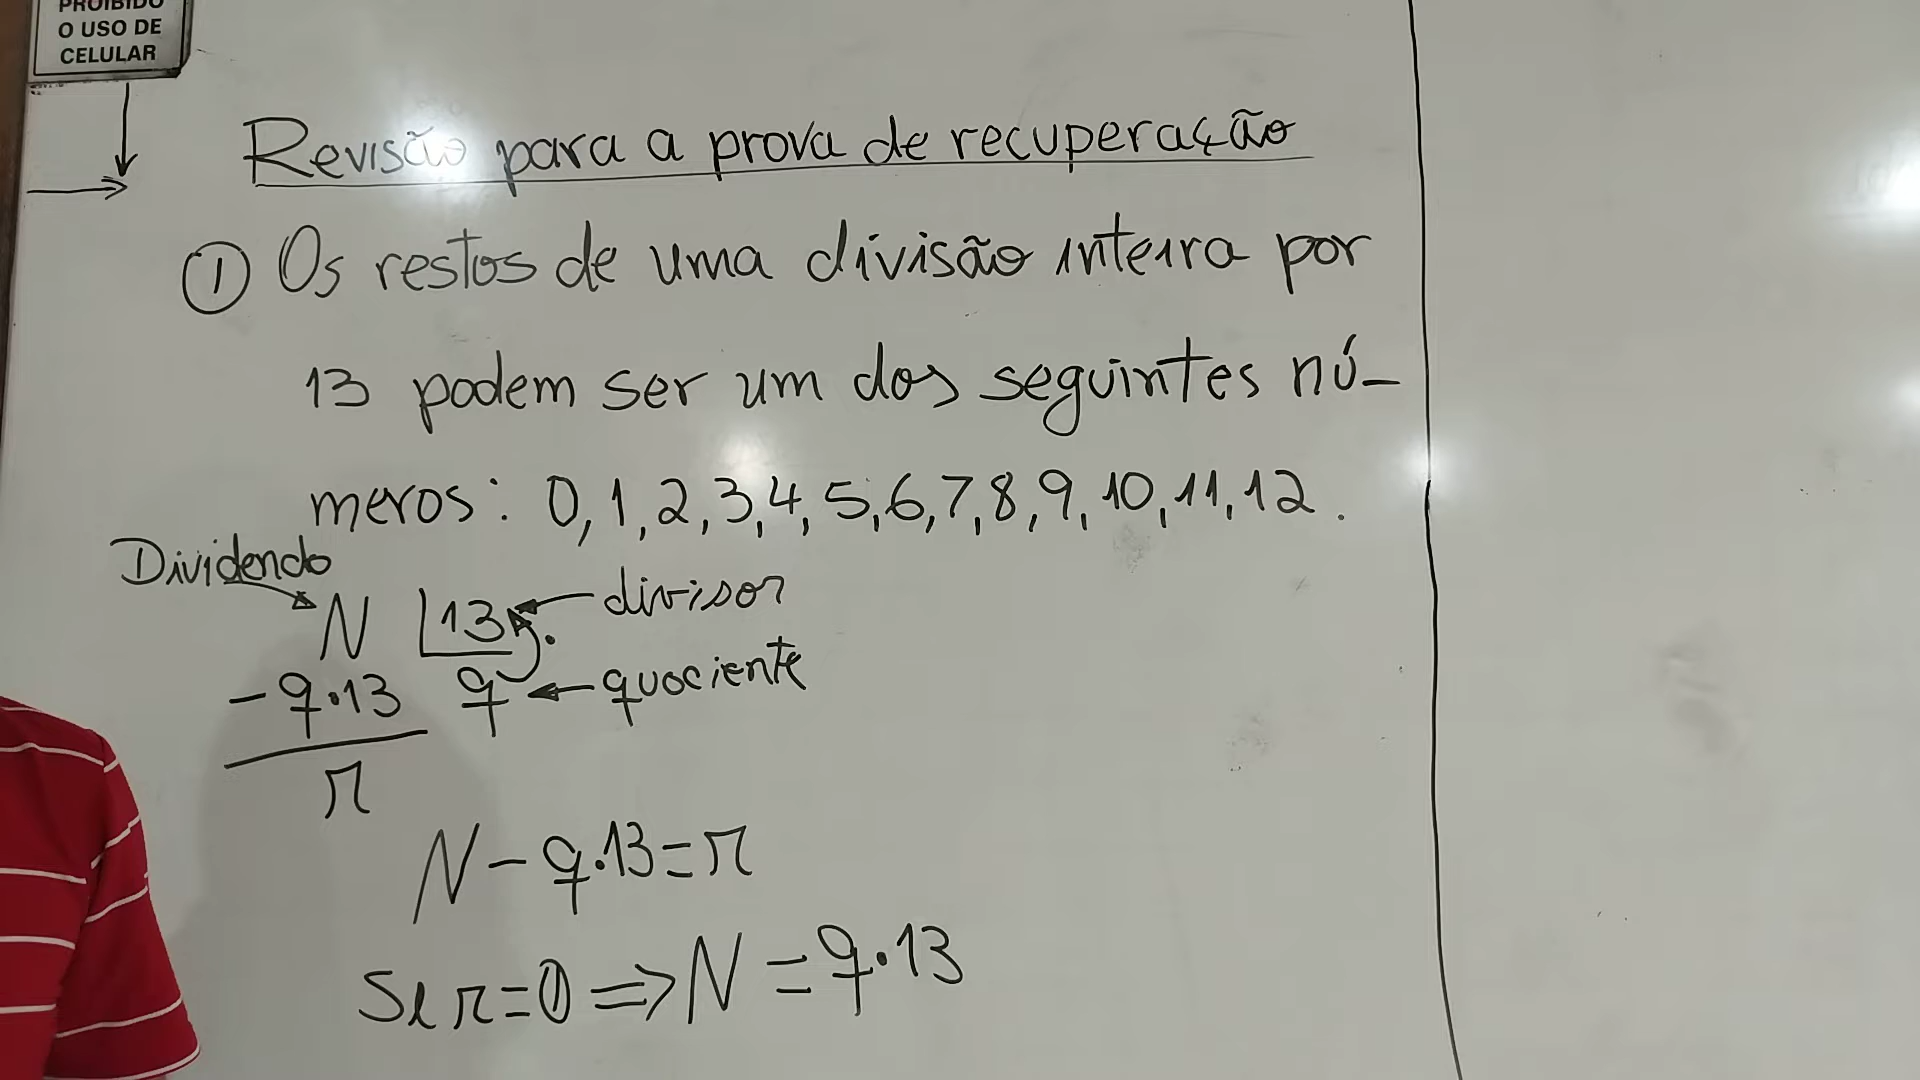 PROIBIDO
O USO DE
CELULAR
Revisão para a prova de recuperação
① Os restos de uma divisão inteira por
13 podem ser um dos seguintes nú-
meros: 0, 1, 2, 3, 4, 5, 6, 7, 8, 9, 10, 11, 12.
Dividendo
N 13 divisor
- q·13 q quociente
r
N - q·13 = r
Se r = 0 ⇒ N = q·13